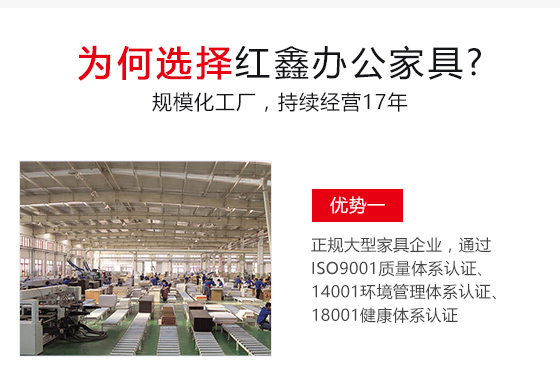 为何选择红鑫办公家具?
规模化工厂，持续经营17年
优势一
正规大型家具企业，通过
ISO9001质量体系认证、
14001环境管理体系认证、
18001健康体系认证